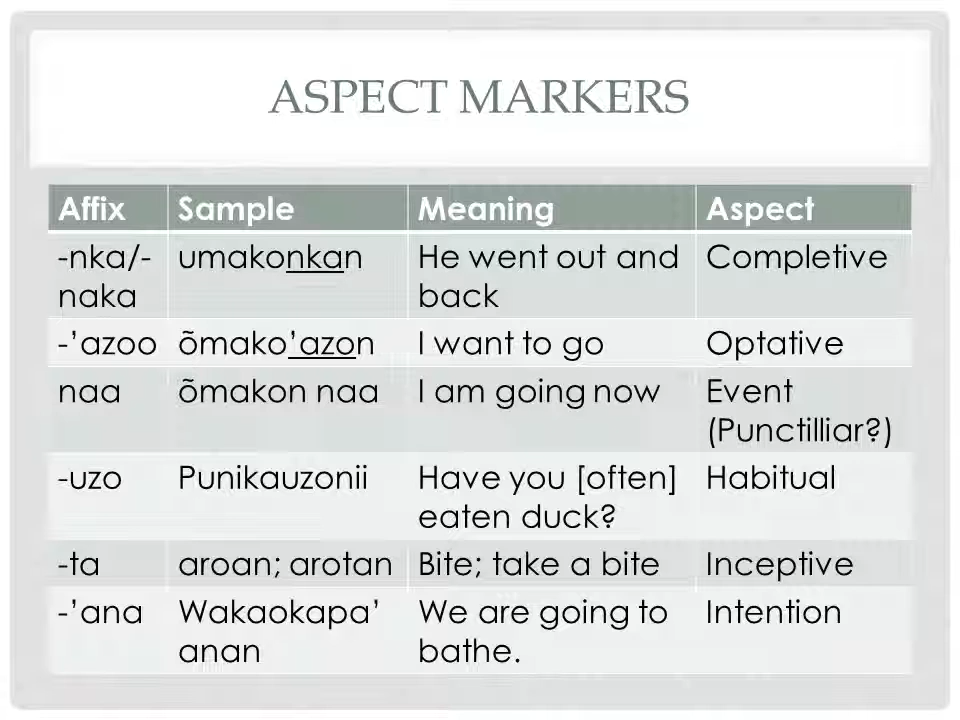 ASPECT MARKERS
Affix Sample Meaning Aspect
-nka/- umakonkan He went out and Completive
naka back
-’azoo õmako’azon I want to go Optative
naa õmakon naa I am going now Event
(Punctilliar?)
-uzo Punikauzonii Have you [often] Habitual
eaten duck?
-ta aroan; arotan Bite; take a bite Inceptive
-’ana Wakaokapa’ We are going to Intention
anan bathe.